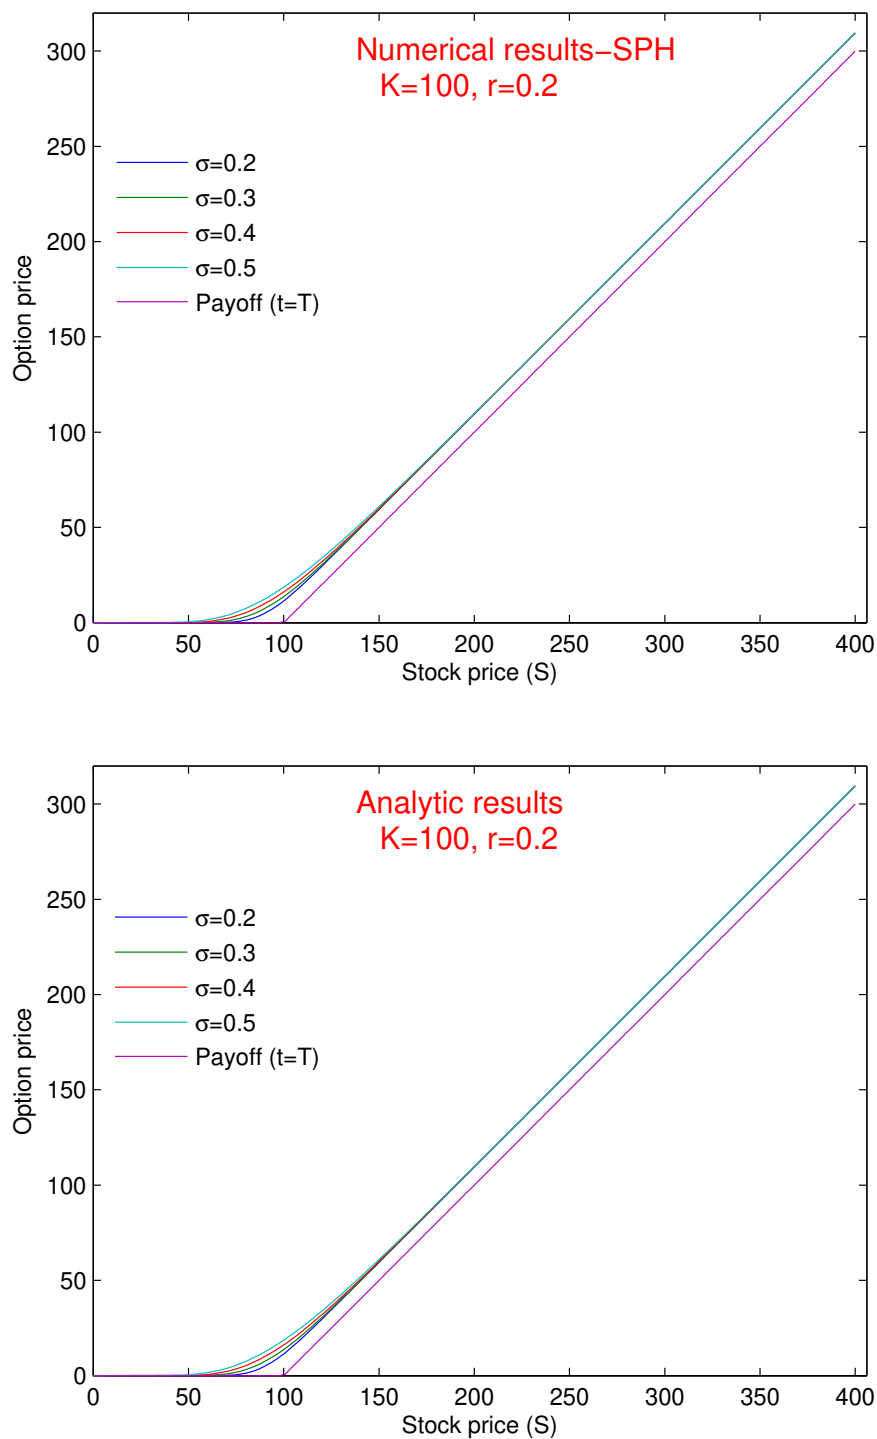 Numerical results−SPH
K=100, r=0.2
300
250
200
150
100
50
0
Option price
σ=0.2
σ=0.3
σ=0.4
σ=0.5
Payoff (t=T)
0 50 100 150 200 250 300 350 400
Stock price (S)
Analytic results
K=100, r=0.2
300
250
200
150
100
50
0
Option price
σ=0.2
σ=0.3
σ=0.4
σ=0.5
Payoff (t=T)
0 50 100 150 200 250 300 350 400
Stock price (S)